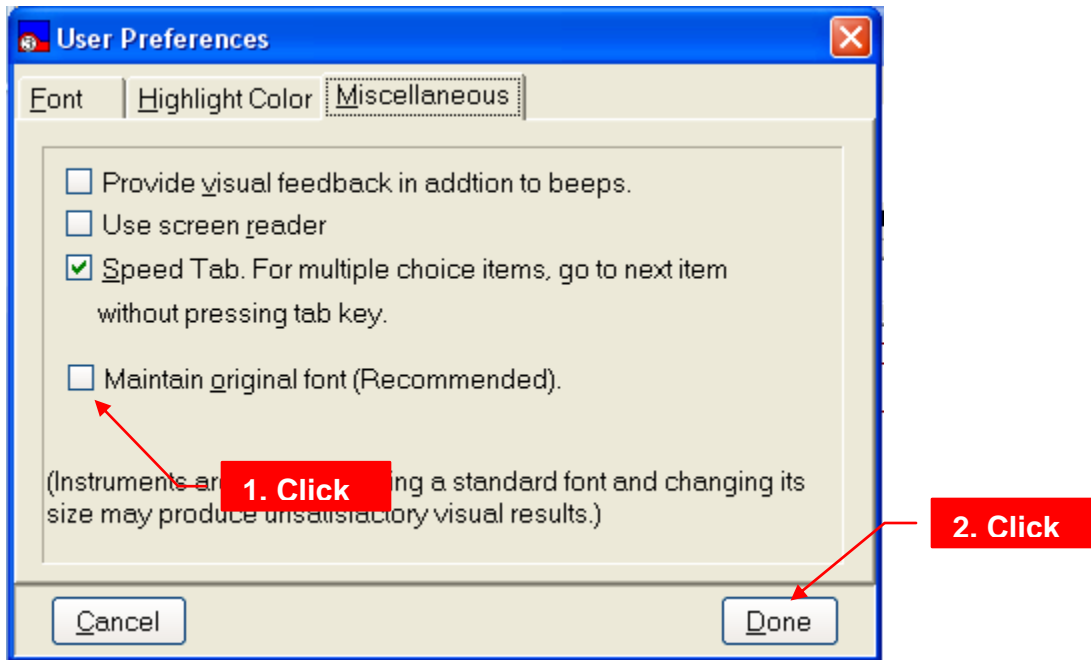 User Preferences
Font Highlight Color Miscellaneous
Provide visual feedback in addtion to beeps.
Use screen reader
Speed Tab. For multiple choice items, go to next item
without pressing tab key.
Maintain original font (Recommended).
(Instruments 1. Click a standard font and changing its
size may produce unsatisfactory visual results.)
2. Click
Cancel Done